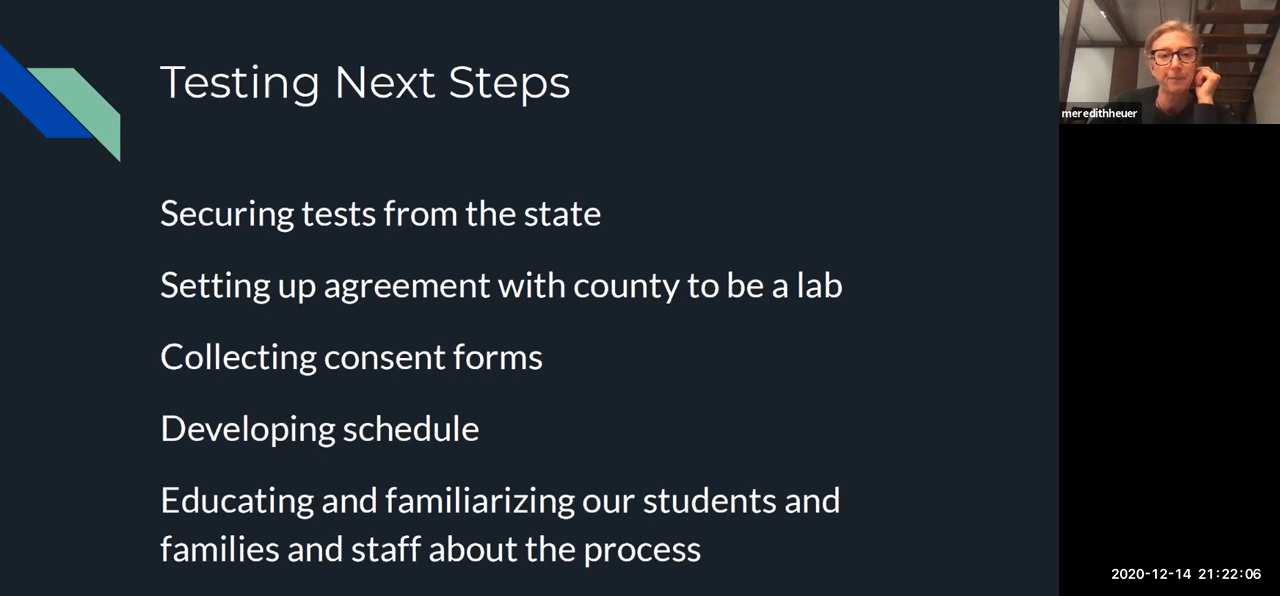 Testing Next Steps
Securing tests from the state
Setting up agreement with county to be a lab
Collecting consent forms
Developing schedule
Educating and familiarizing our students and
families and staff about the process
meredithheuer
2020-12-14 21:22:06